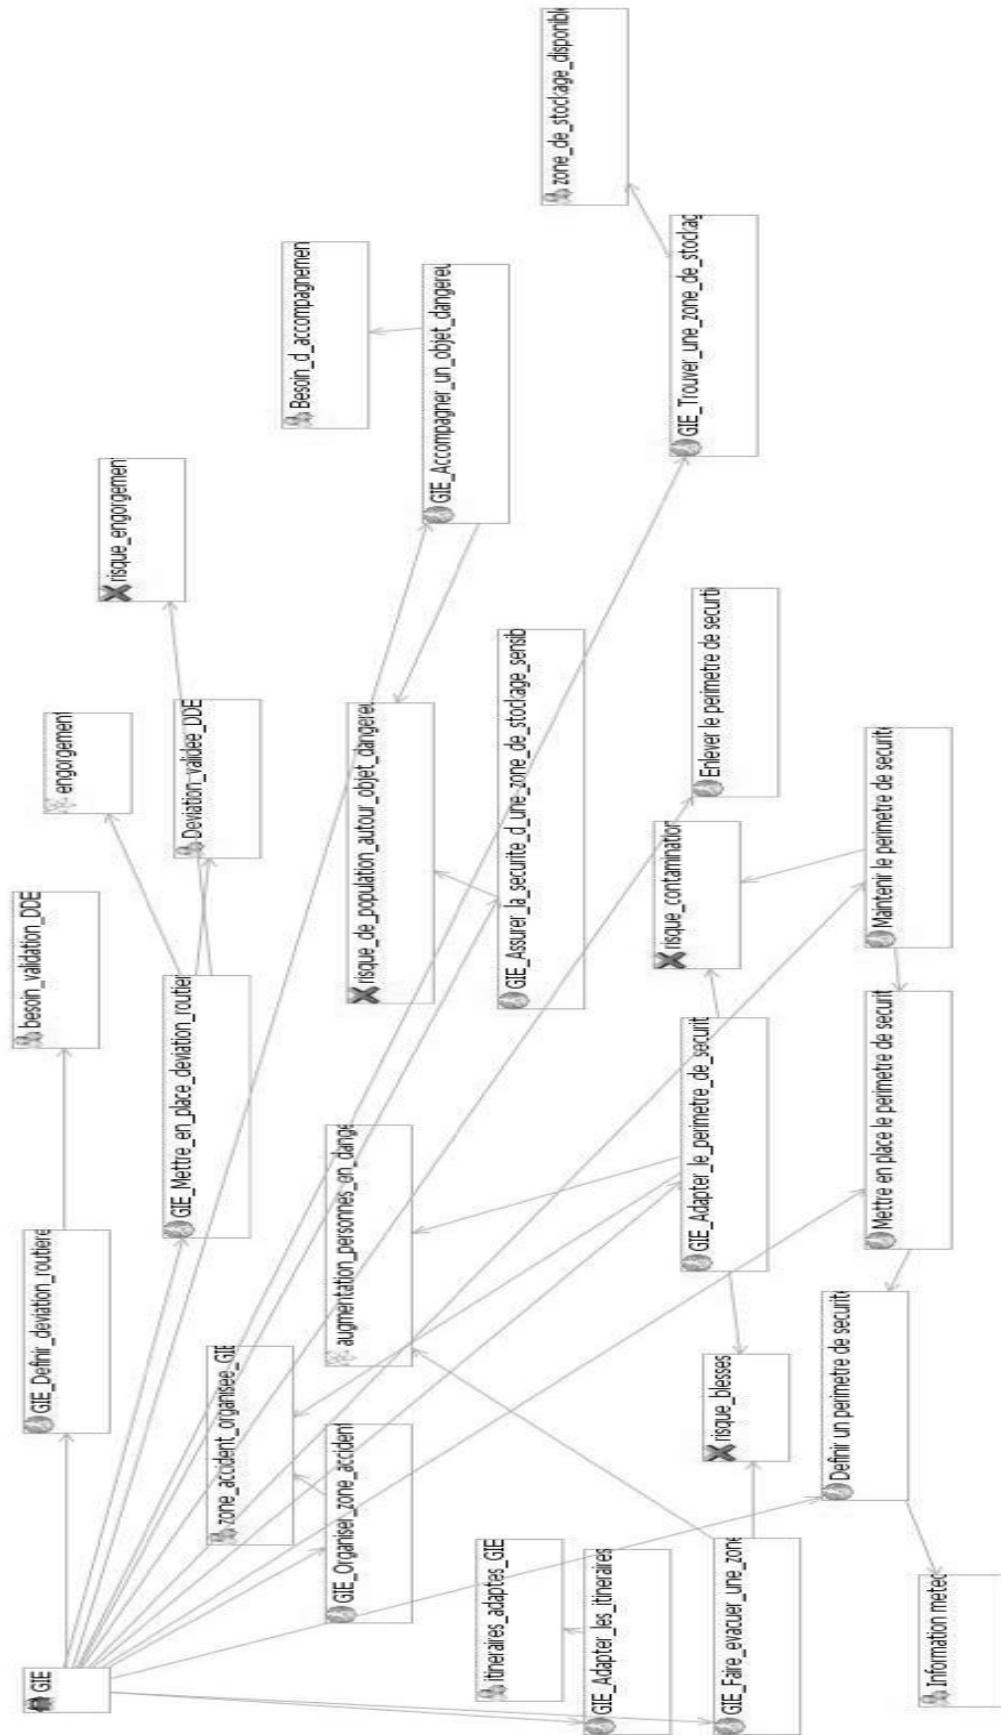 GIE
GIE_Definir_deviation_routiere
besoin_validation_DDE
GIE_Mettre_en_place_deviation_routier
engorgement
Deviation_validee_DDE
risque_engorgement
zone_accident_organisee_GIE
GIE_Organiser_zone_accident
augmentation_personnes_en_dange
risque_de_population_autour_objet_dangereu
Besoin_d_accompagnemen
GIE_Accompagner_un_objet_dangereu
itineraires_adaptes_GIE
GIE_Adapter_les_itineraires
GIE_Assurer_la_securite_d_une_zone_de_stockage_sensib
zone_de_stockage_disponibl
GIE_Trouver_une_zone_de_stockag
GIE_Faire_evacuer_une_zone
risque_blesses
GIE_Adapter_le_perimetre_de_securit
risque_contamination
Enlever le perimetre de securit
Definir un perimetre de securit
Mettre en place le perimetre de securit
Maintenir le perimetre de securit
Information meteo